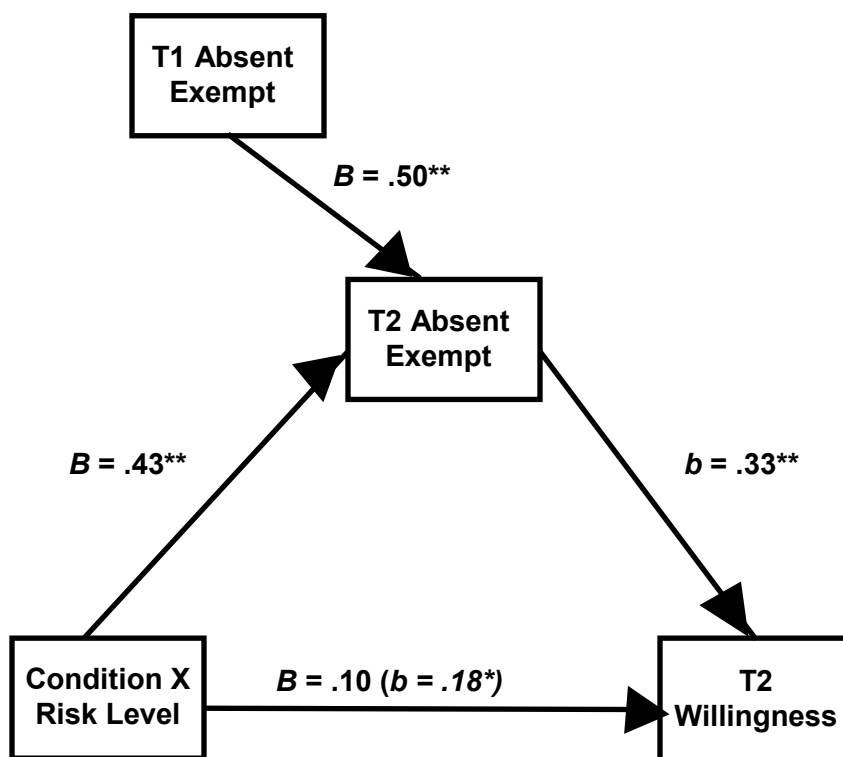 T1 Absent
Exempt
B = .50**
T2 Absent
Exempt
B = .43**
b = .33**
Condition X
Risk Level
B = .10 (b = .18*)
T2
Willingness